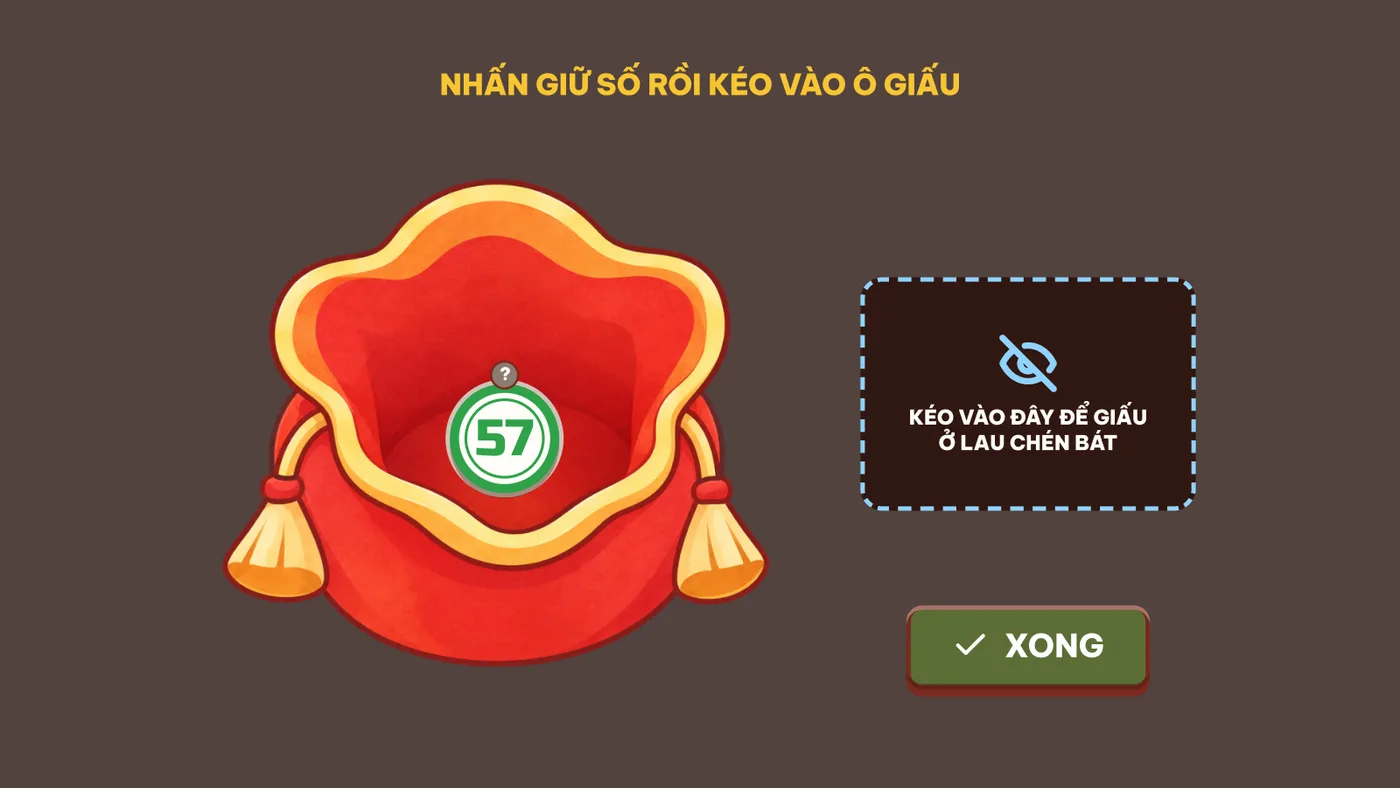 NHẤN GIỮ SỐ RỒI KÉO VÀO Ô GIẤU
?
57
KÉO VÀO ĐÂY ĐỂ GIẤU
Ở LAU CHÉN BÁT
XONG